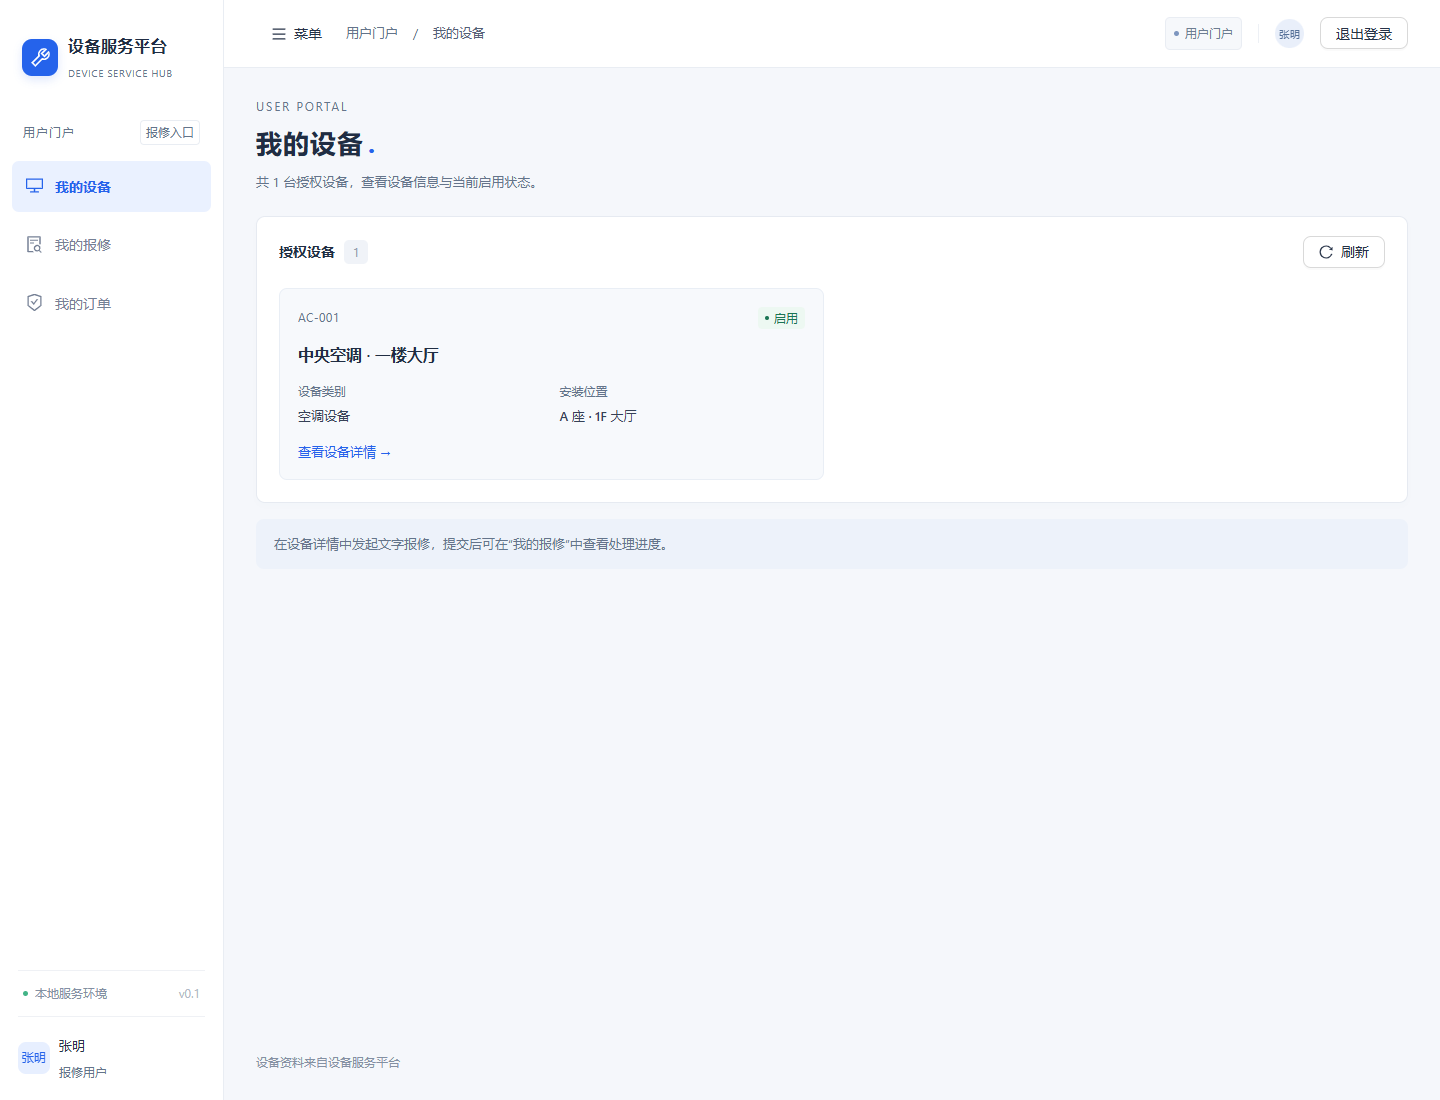 设备服务平台
DEVICE SERVICE HUB
用户门户 报修入口
我的设备
我的报修
我的订单
本地服务环境 v0.1
张明
张明
报修用户
菜单 用户门户 / 我的设备
用户门户 张明 退出登录
USER PORTAL
我的设备.
共 1 台授权设备，查看设备信息与当前启用状态。
授权设备 1 刷新
AC-001 启用
中央空调 · 一楼大厅
设备类别 安装位置
空调设备 A 座 · 1F 大厅
查看设备详情 →
在设备详情中发起文字报修，提交后可在“我的报修”中查看处理进度。
设备资料来自设备服务平台